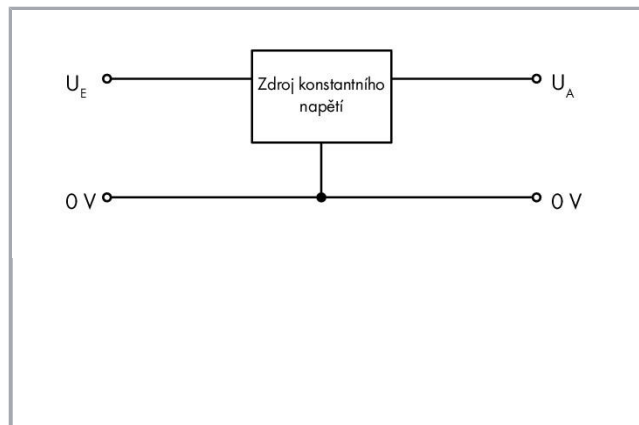 Zdroj konstantního
napětí
U_E
U_A
0 V
0 V